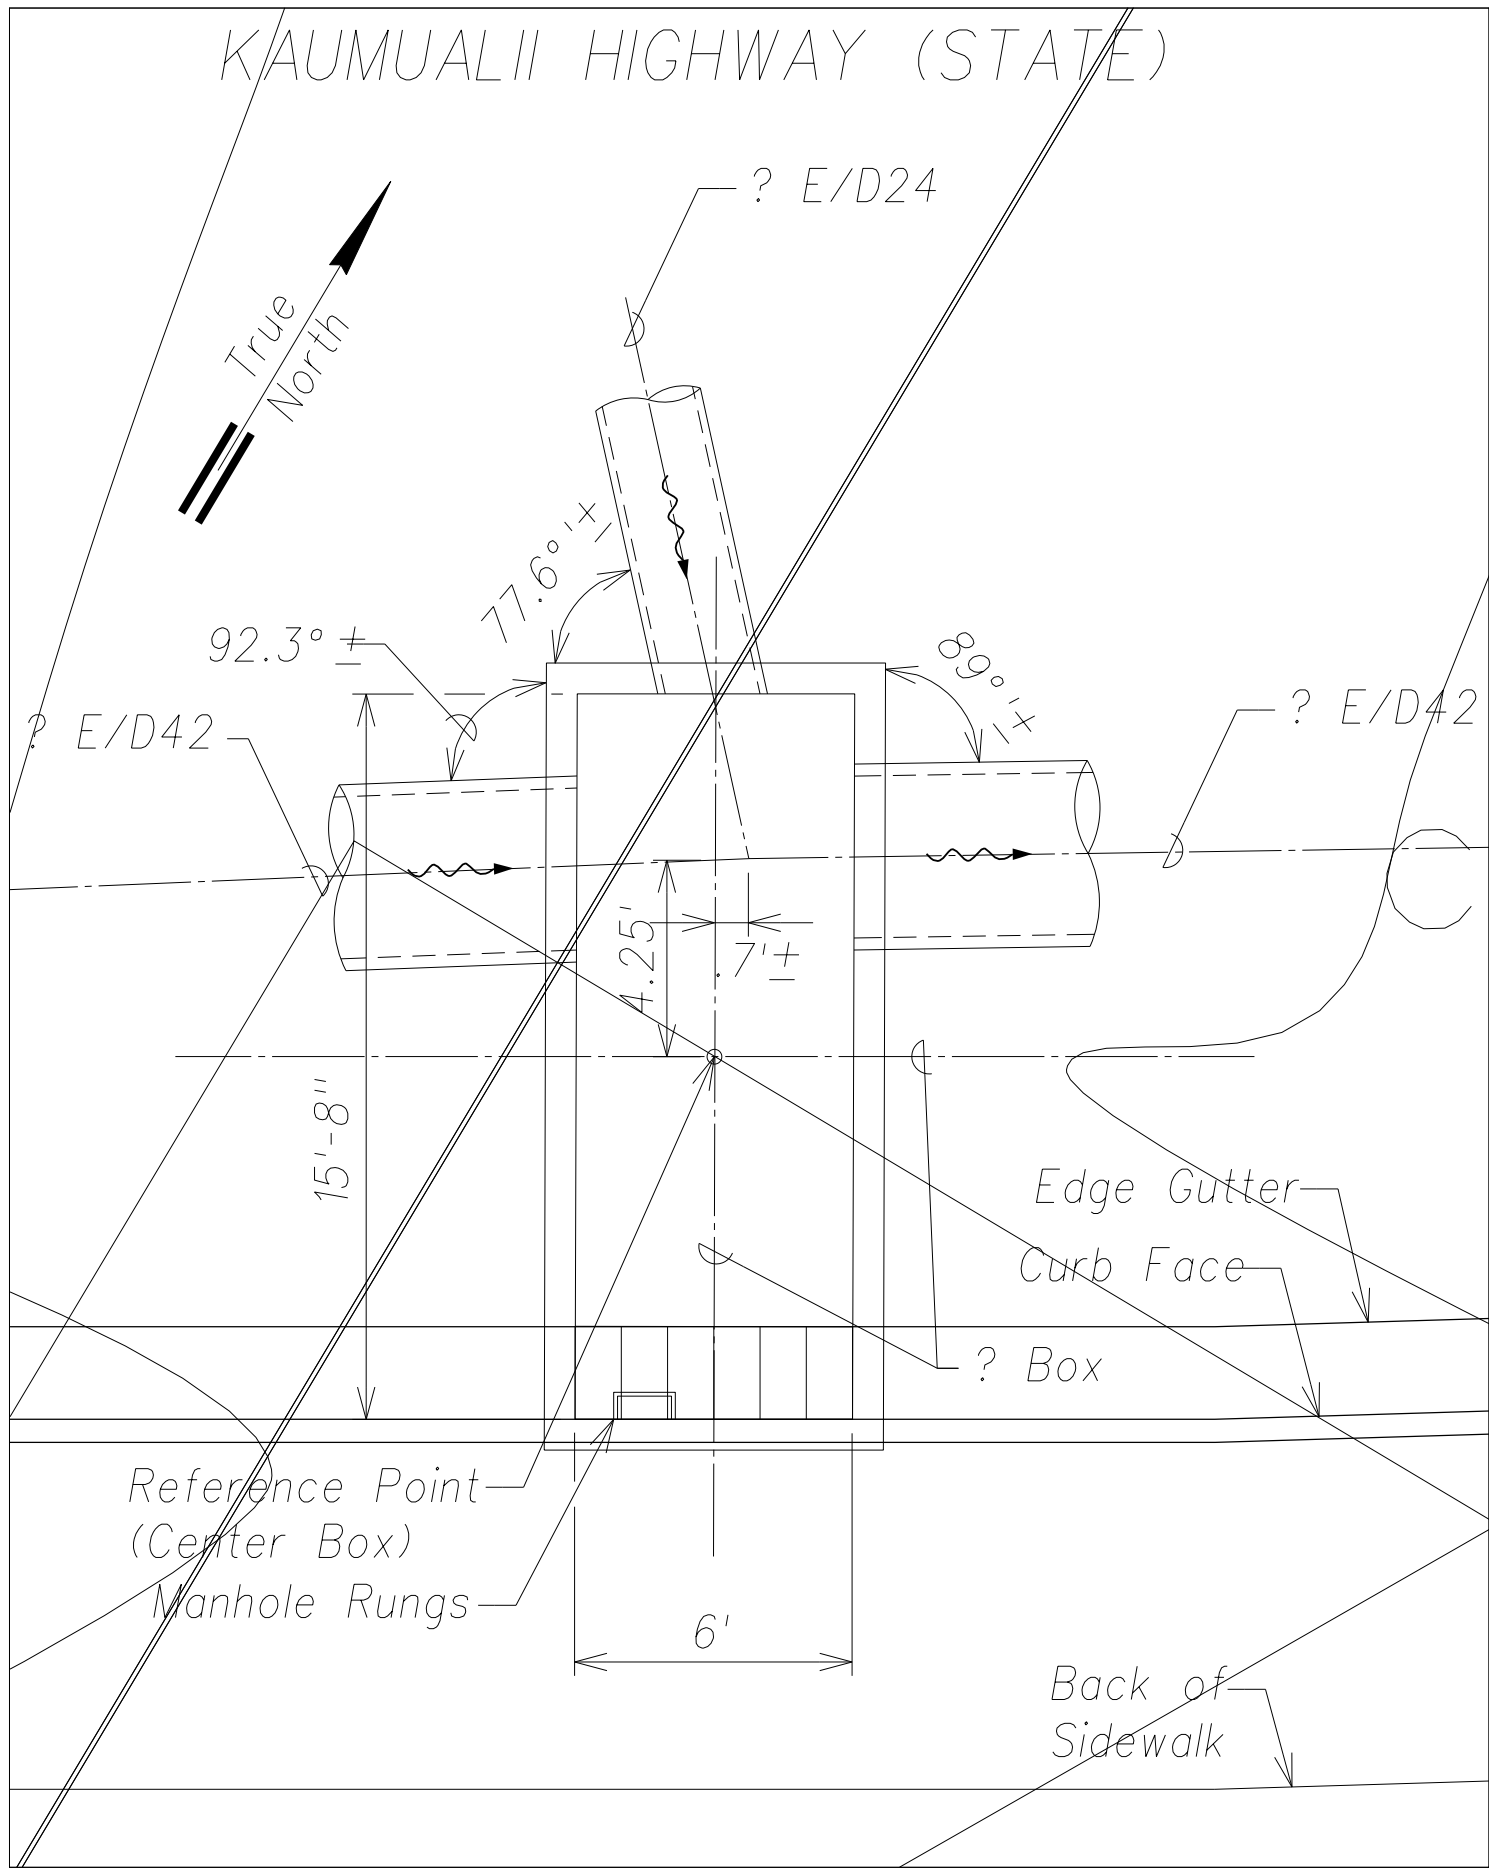 KAUMUALII HIGHWAY (STATE)
? E/D24
True
North
77.6°'±
92.3°±
89°'±
? E/D42
? E/D42
4.25'
.7'±
15'-8"
Edge Gutter
Curb Face
? Box
Reference Point
(Center Box)
Manhole Rungs
6'
Back of
Sidewalk